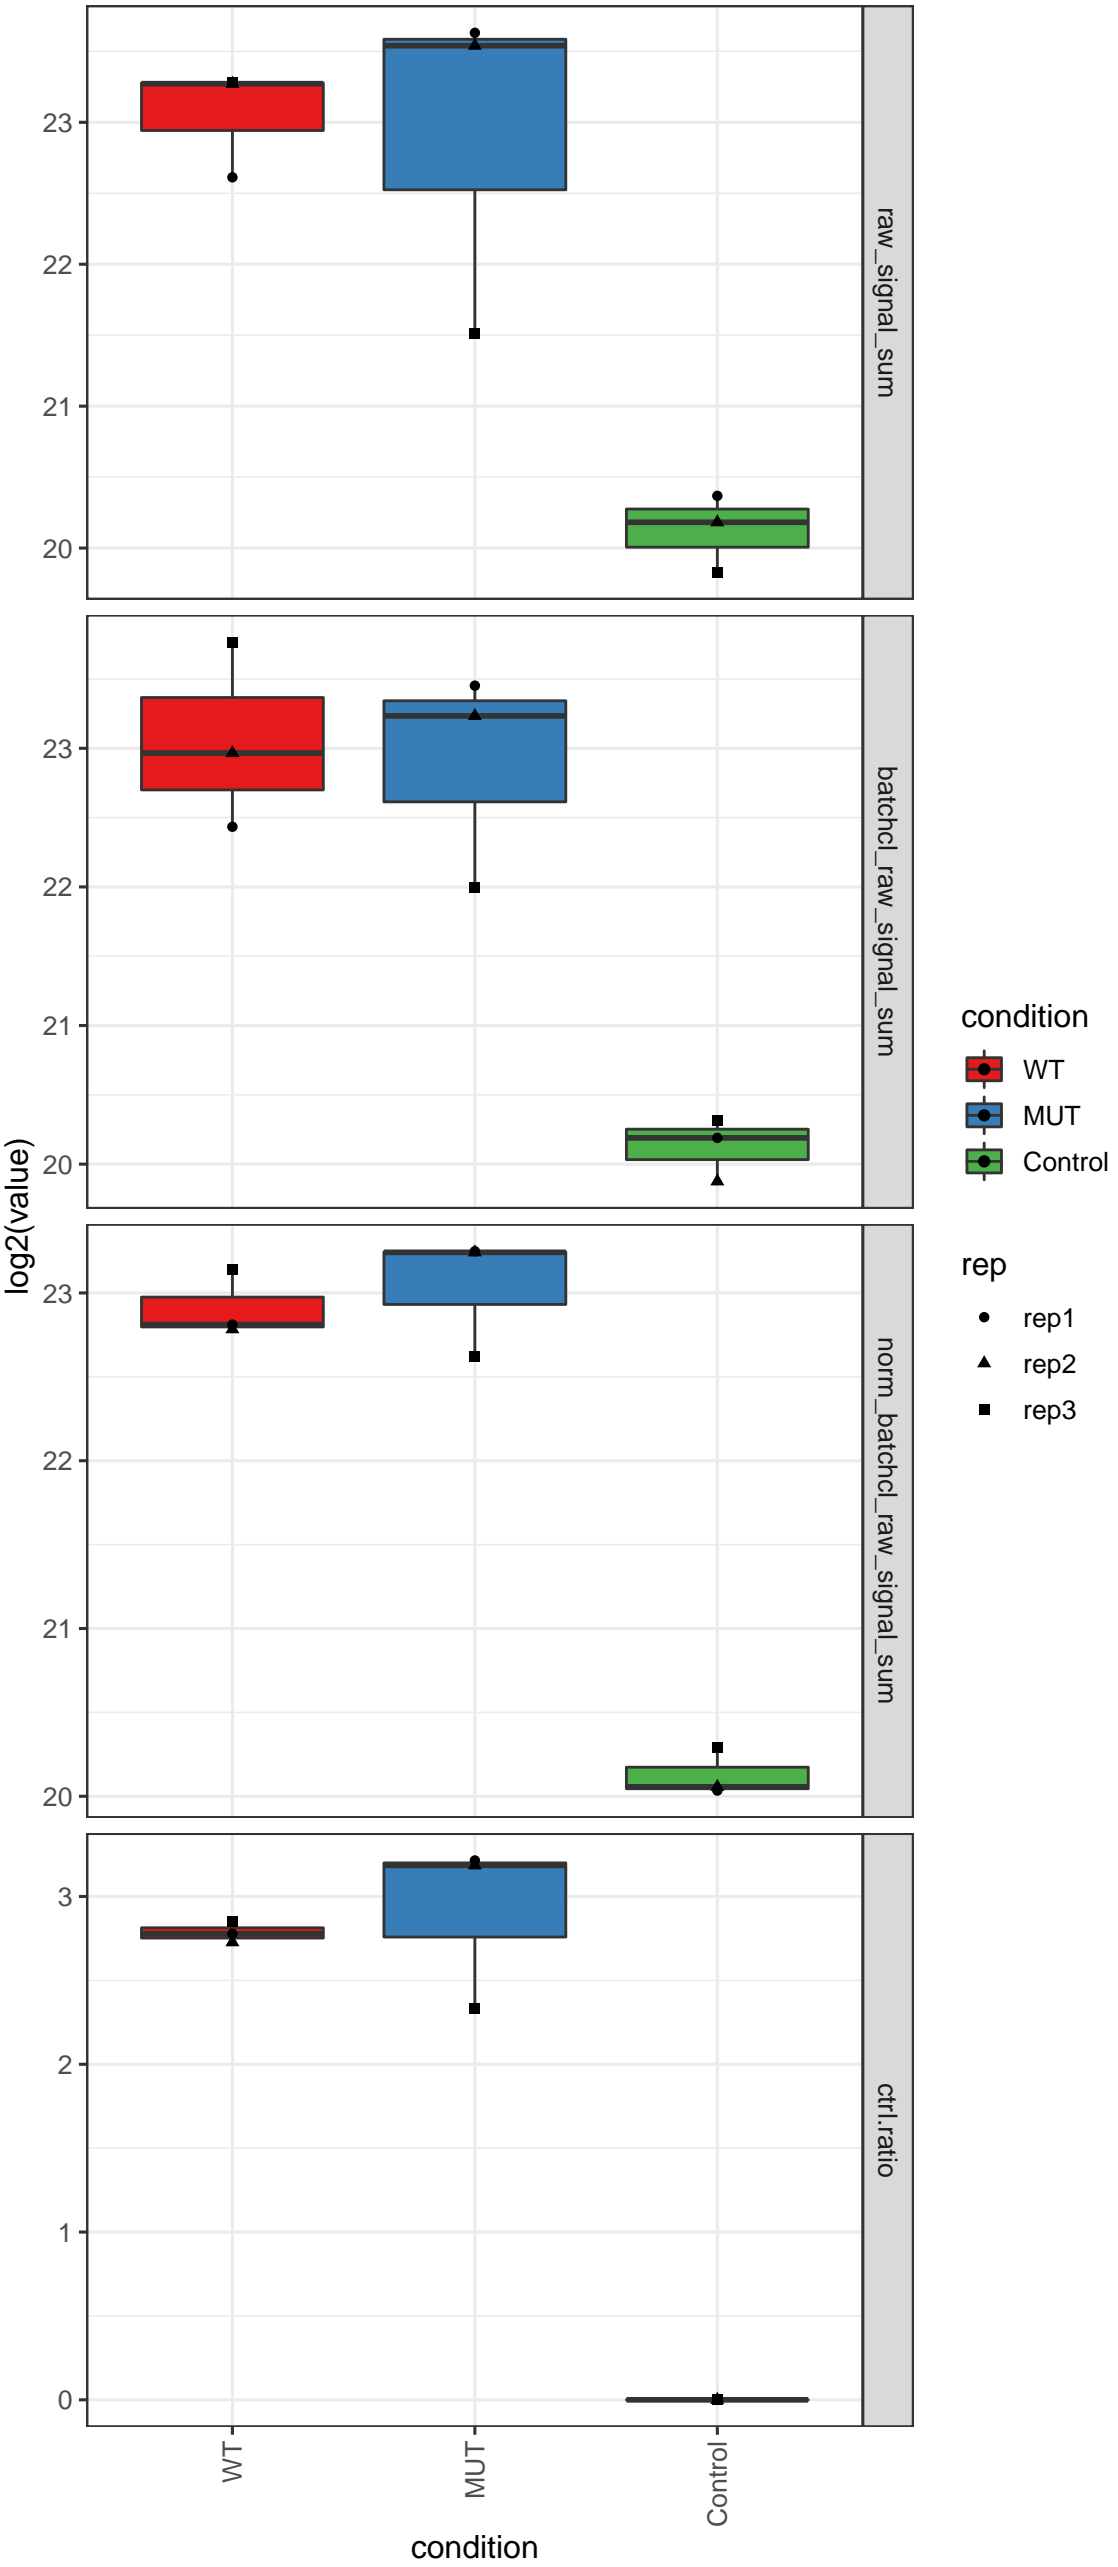 log2(value)
23
22
21
20
raw_signal_sum
23
22
21
20
batchcl_raw_signal_sum
23
22
21
20
norm_batchcl_raw_signal_sum
3
2
1
0
ctrl.ratio
WT
MUT
Control
condition
condition
WT
MUT
Control
rep
rep1
rep2
rep3